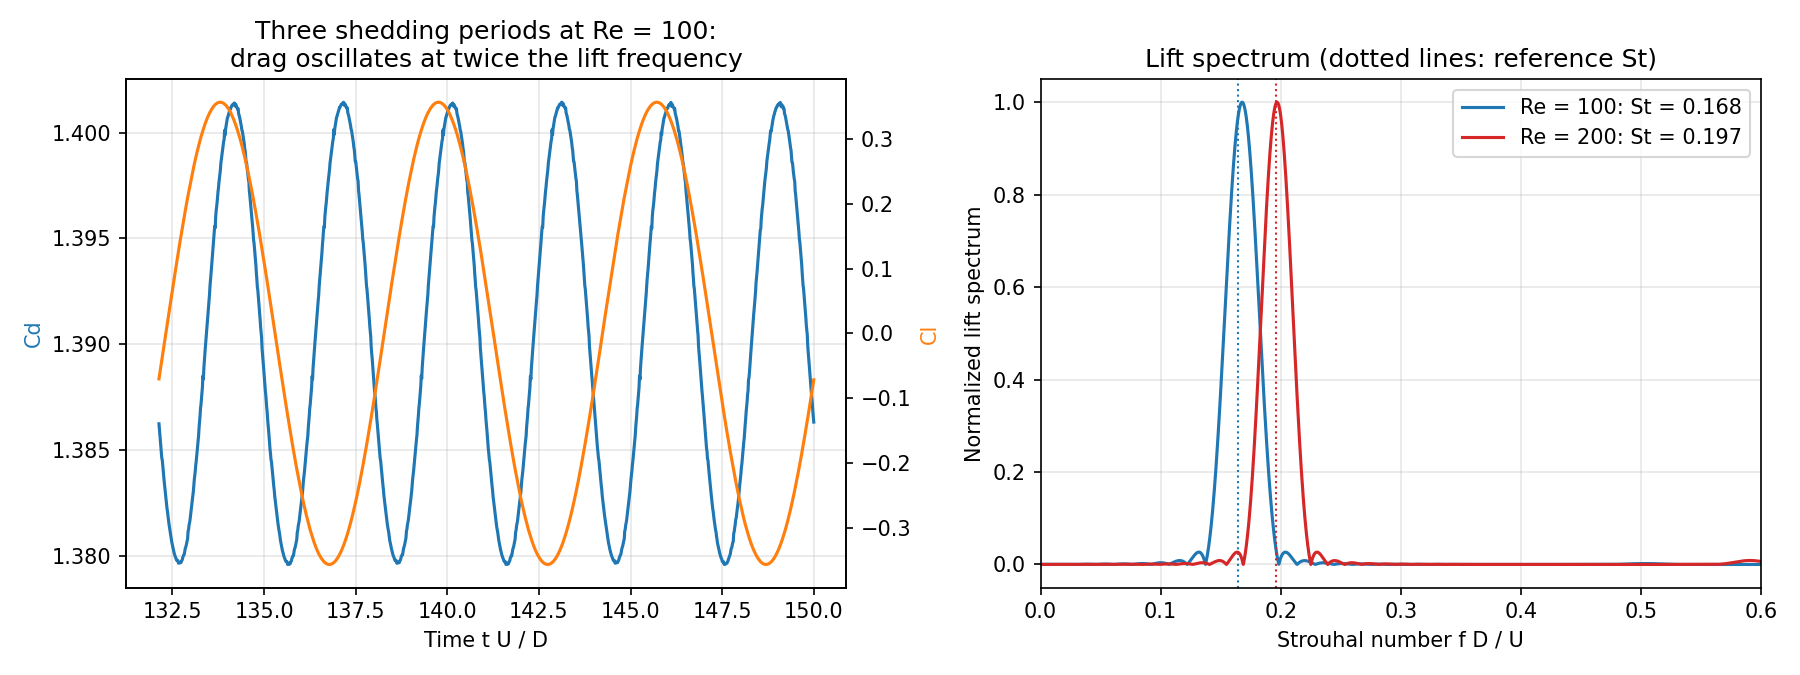 Three shedding periods at Re = 100:
drag oscillates at twice the lift frequency
Cd
1.400
1.395
1.390
1.385
1.380
132.5 135.0 137.5 140.0 142.5 145.0 147.5 150.0
Time t U / D
0.3
0.2
0.1
0.0
−0.1
−0.2
−0.3
Cl
Lift spectrum (dotted lines: reference St)
Re = 100: St = 0.168
Re = 200: St = 0.197
Normalized lift spectrum
1.0
0.8
0.6
0.4
0.2
0.0
0.0 0.1 0.2 0.3 0.4 0.5 0.6
Strouhal number f D / U